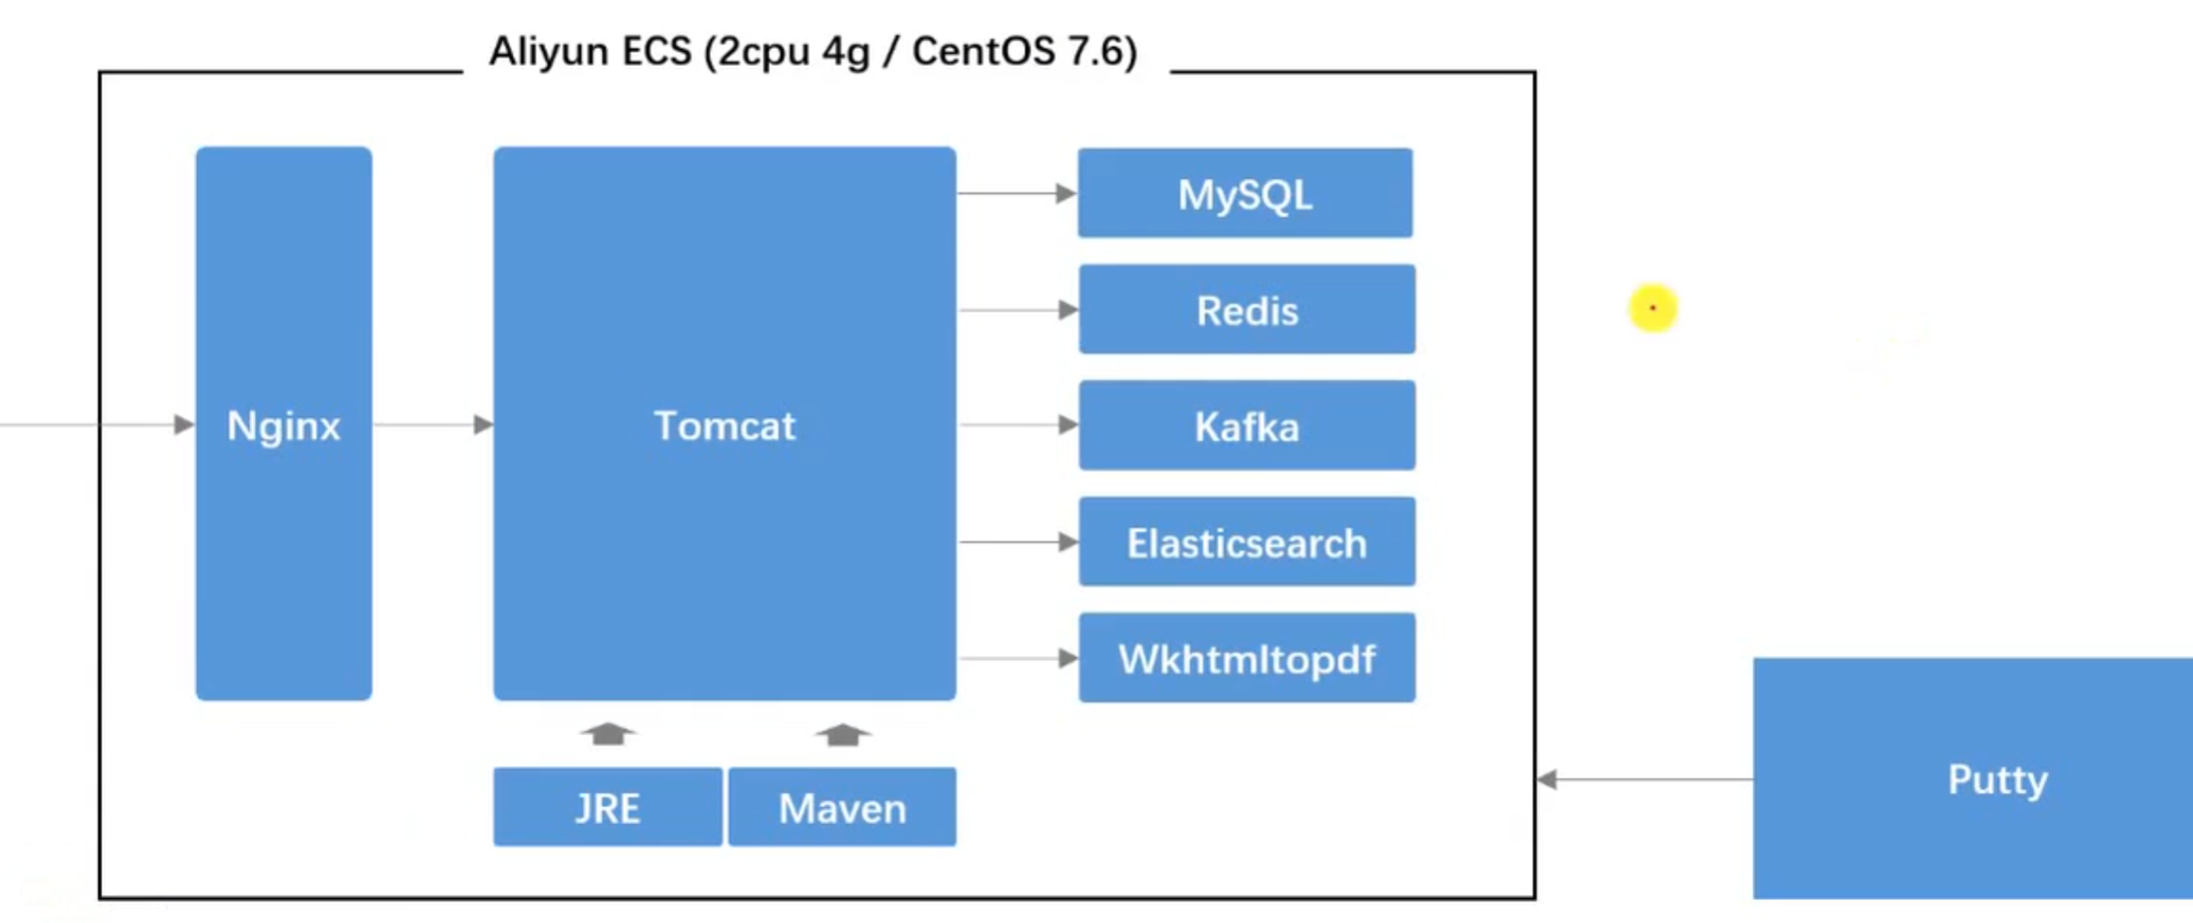 Aliyun ECS (2cpu 4g / CentOS 7.6)
Nginx
Tomcat
MySQL
Redis
Kafka
Elasticsearch
Wkhtmltopdf
JRE
Maven
Putty